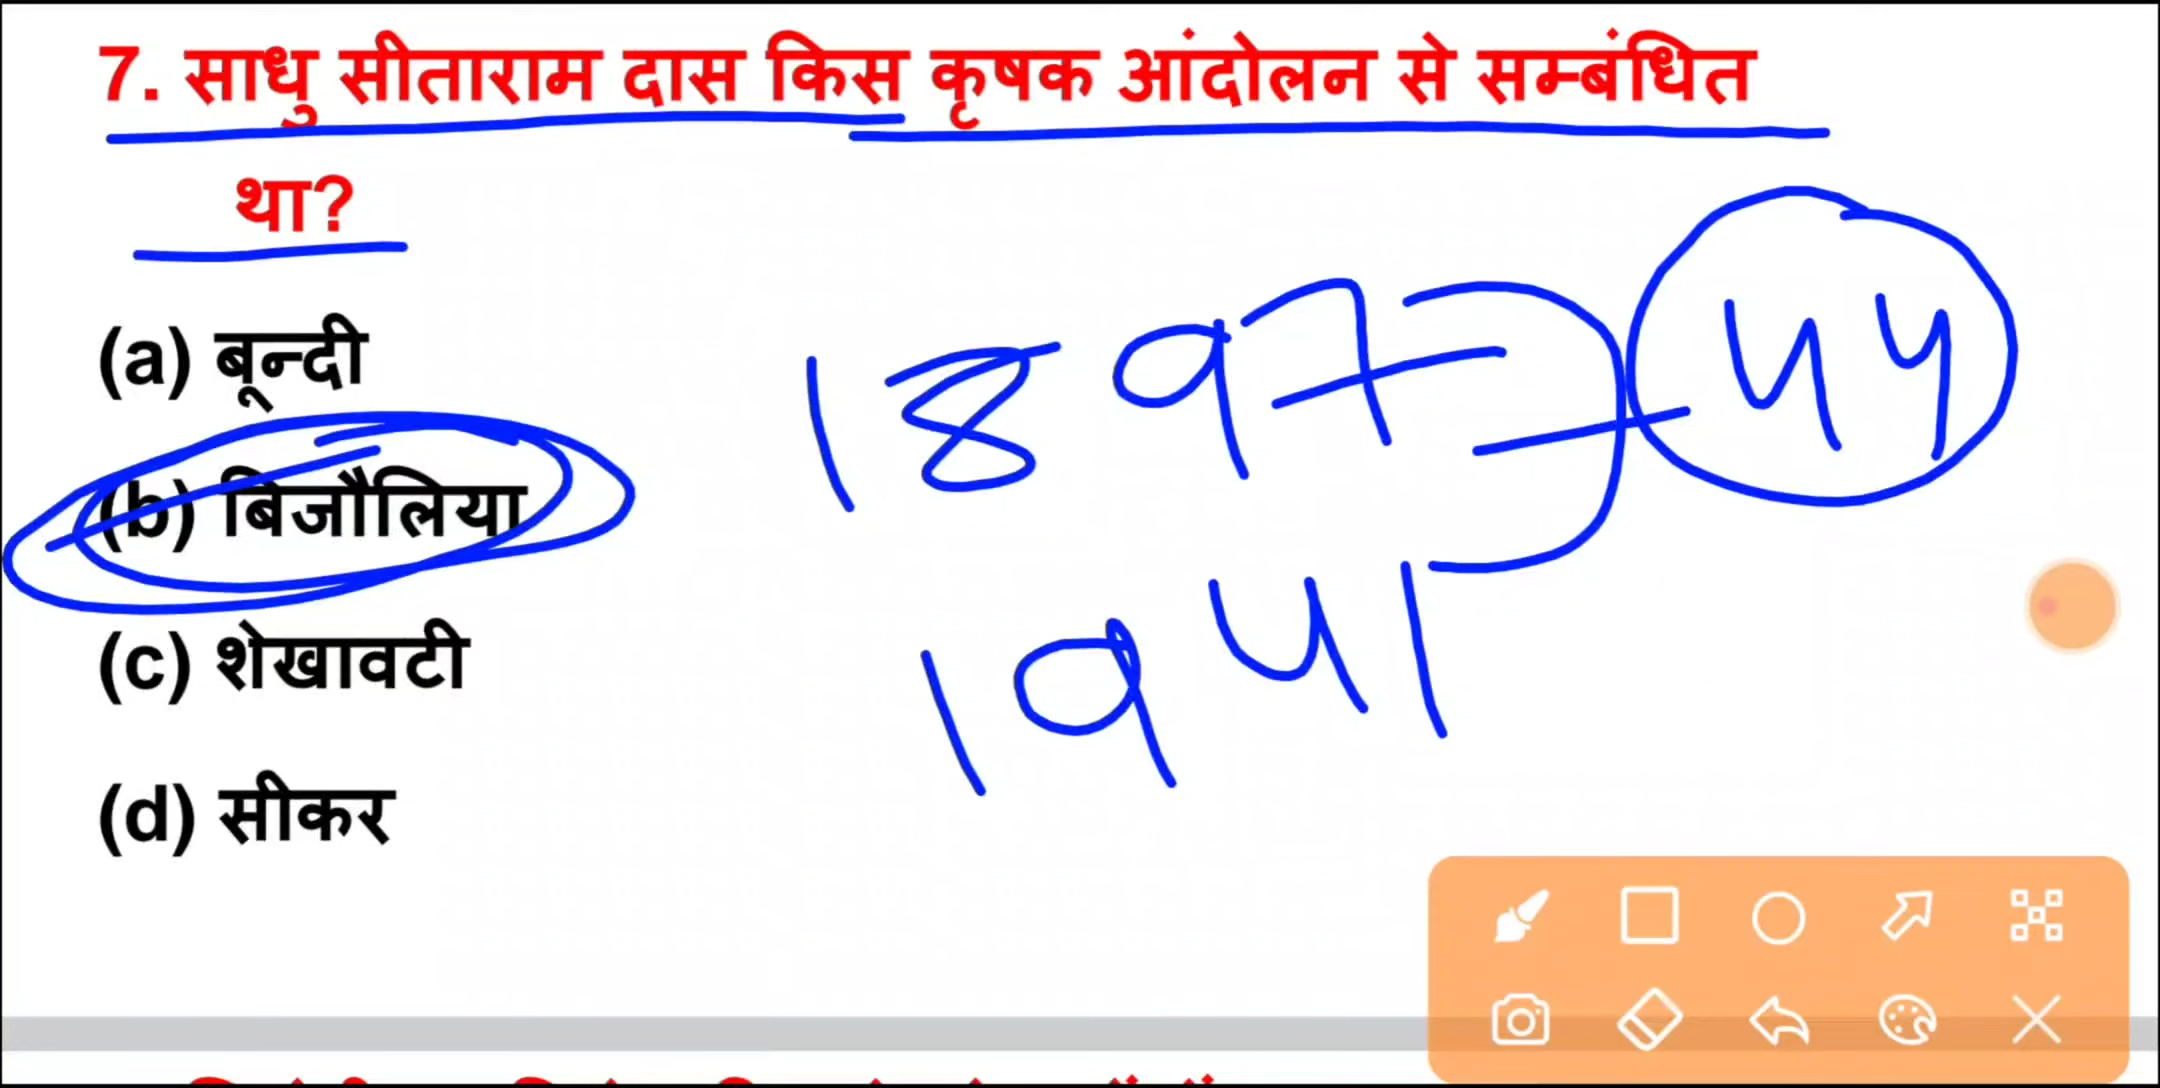 7. साधु सीताराम दास किस कृषक आंदोलन से सम्बंधित
था?
(a) बून्दी
(b) बिजौलिया
(c) शेखावटी
(d) सीकर
1897
44
1941